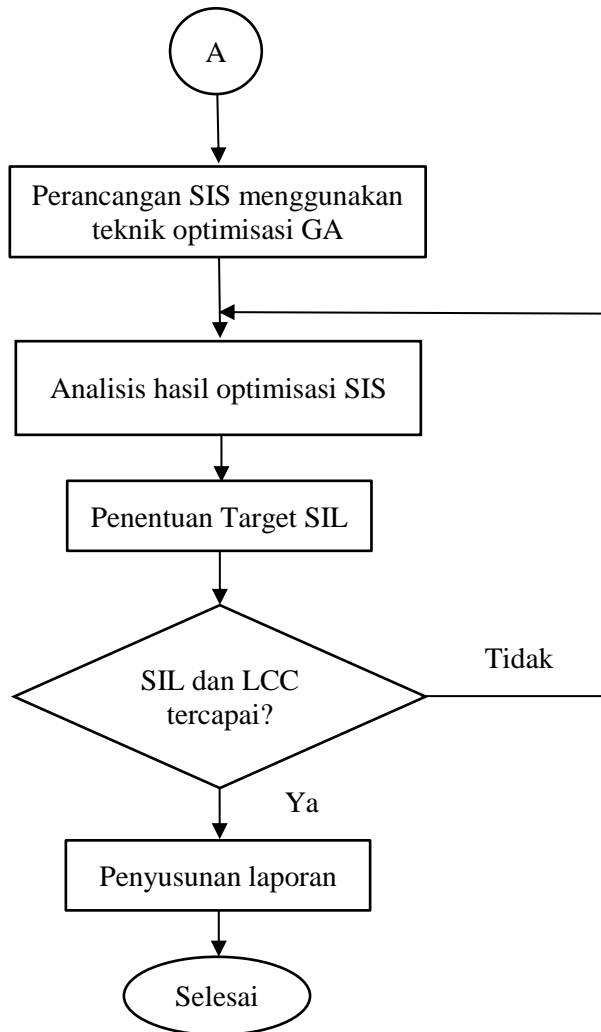 A
Perancangan SIS menggunakan
teknik optimisasi GA
Analisis hasil optimisasi SIS
Penentuan Target SIL
SIL dan LCC
tercapai?
Tidak
Ya
Penyusunan laporan
Selesai